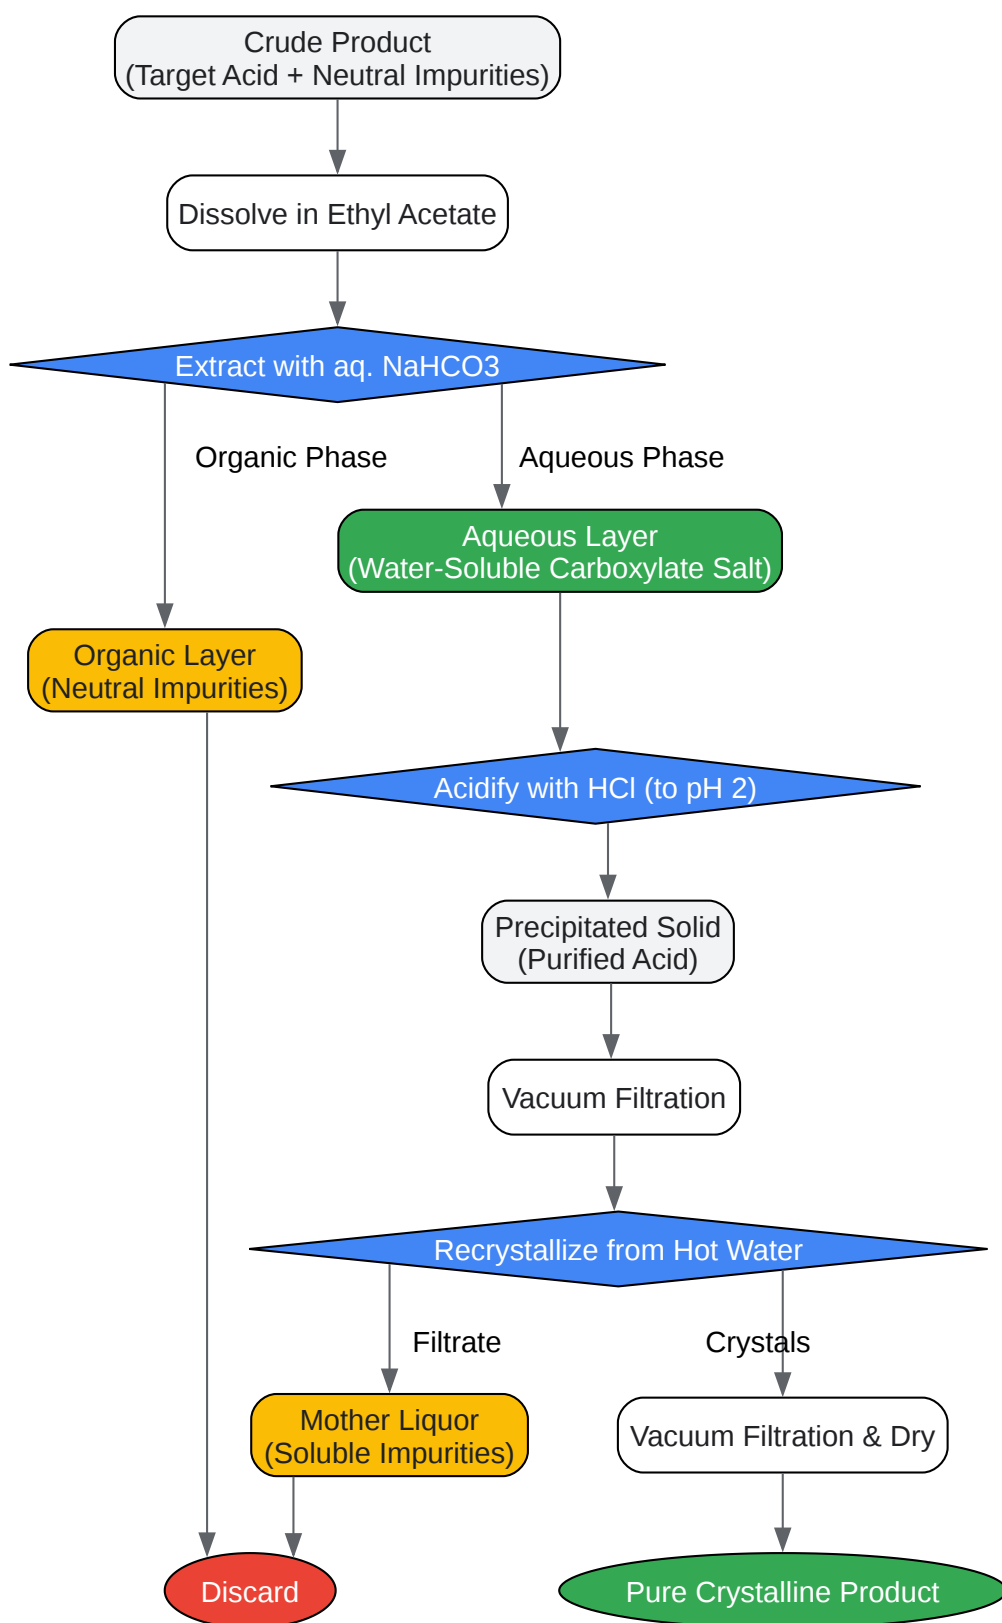 Crude Product
(Target Acid + Neutral Impurities)
Dissolve in Ethyl Acetate
Extract with aq. NaHCO3
Organic Phase
Aqueous Phase
Aqueous Layer
(Water-Soluble Carboxylate Salt)
Organic Layer
(Neutral Impurities)
Acidify with HCl (to pH 2)
Precipitated Solid
(Purified Acid)
Vacuum Filtration
Recrystallize from Hot Water
Filtrate
Crystals
Mother Liquor
(Soluble Impurities)
Vacuum Filtration & Dry
Discard
Pure Crystalline Product